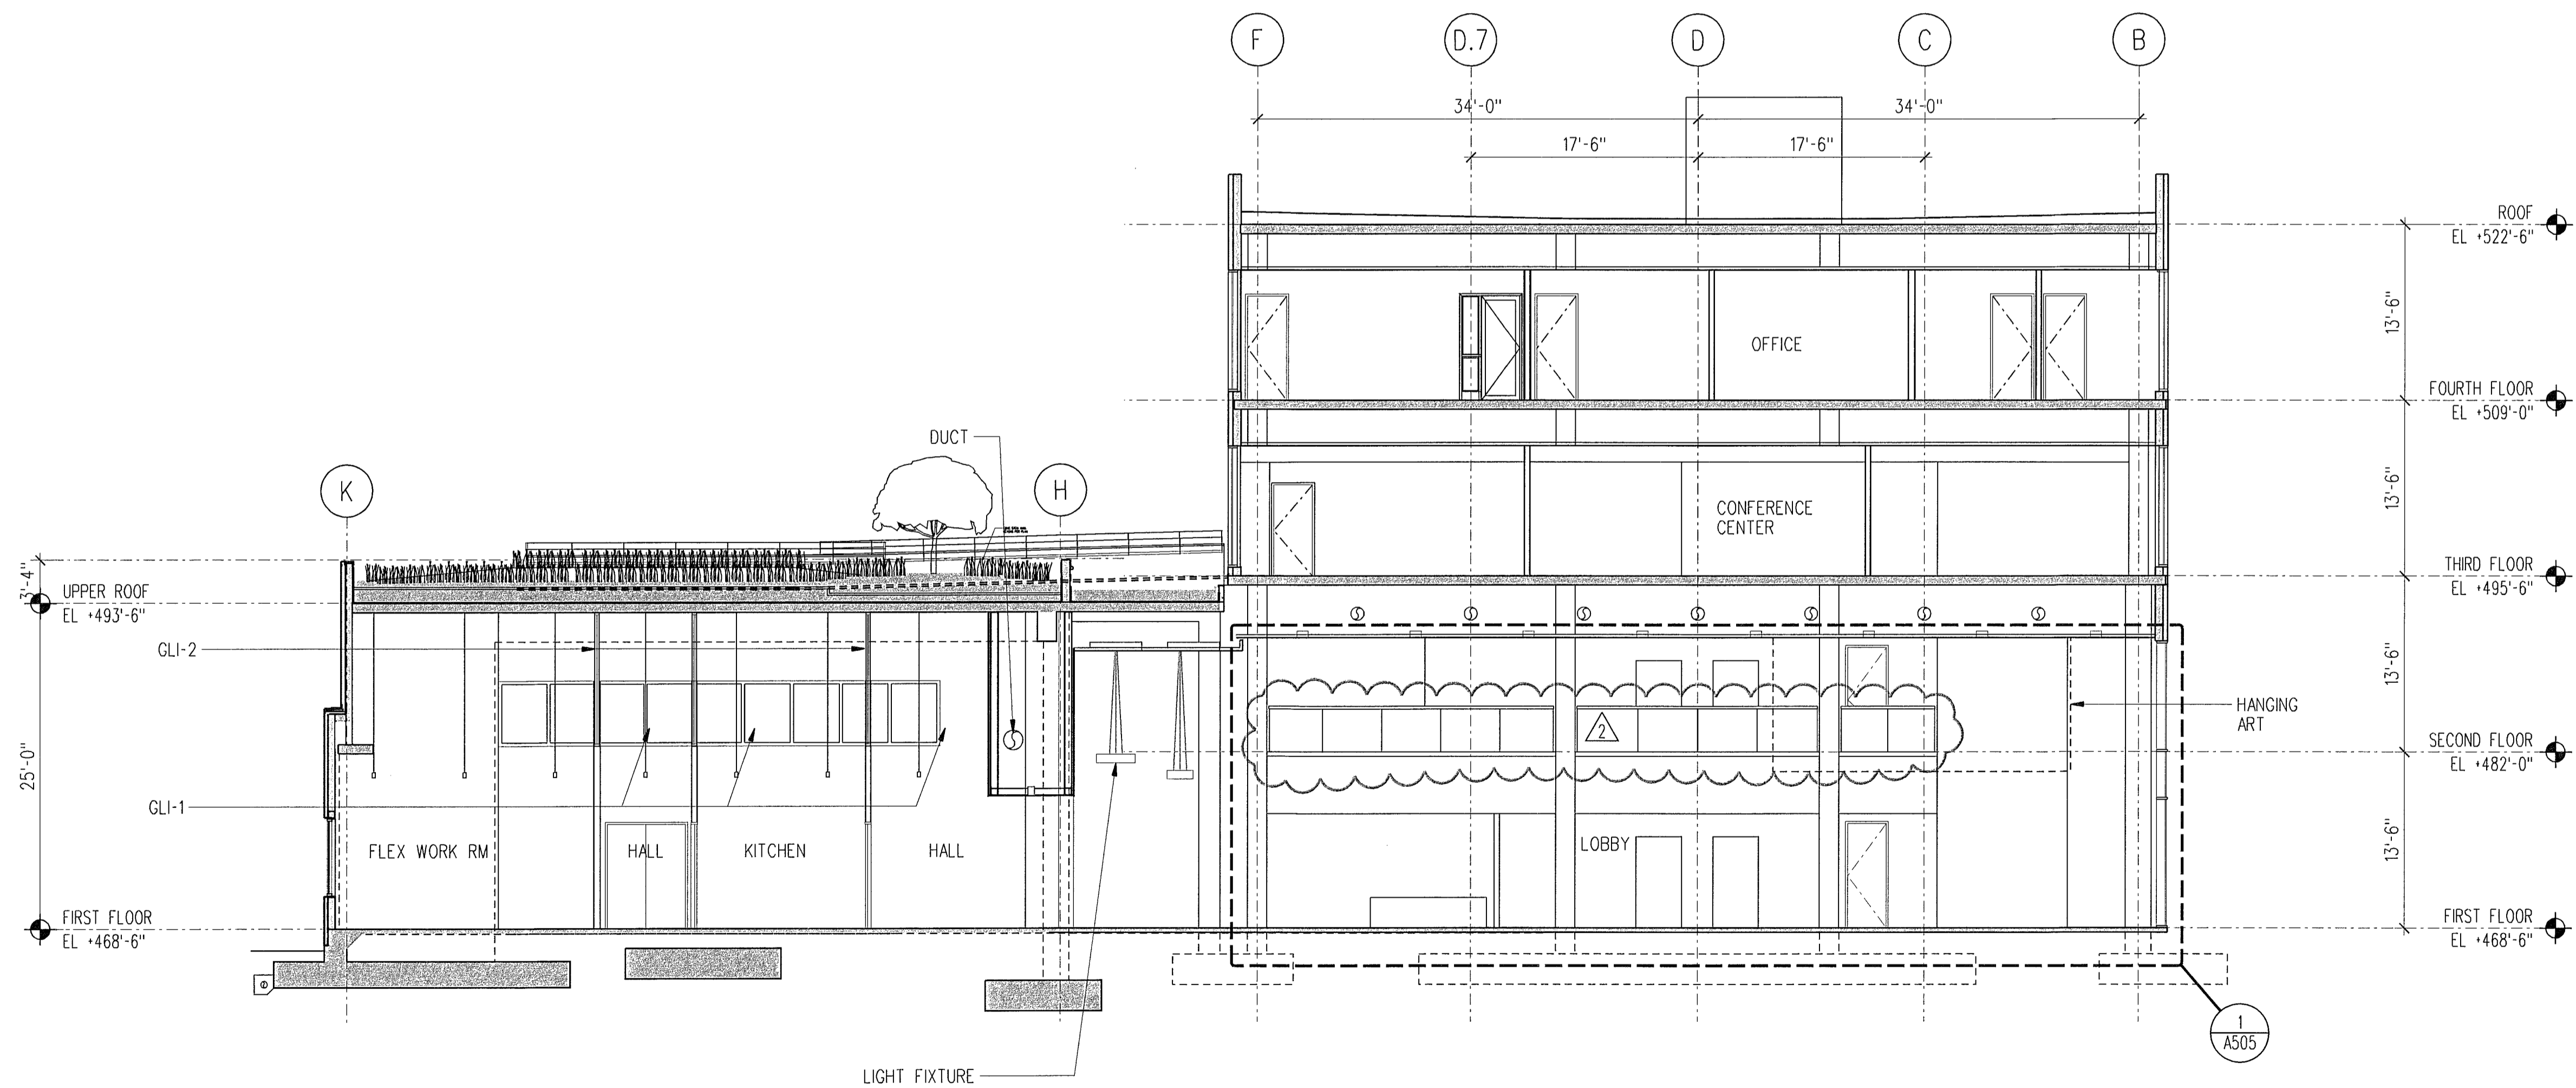 F
D.7
D
C
B
34'-0"
34'-0"
17'-6"
17'-6"
ROOF
EL +522'-6"
13'-6"
OFFICE
FOURTH FLOOR
EL +509'-0"
DUCT
K
H
13'-6"
CONFERENCE
CENTER
3'-4"
UPPER ROOF
EL +493'-6"
THIRD FLOOR
EL +495'-6"
GLI-2
13'-6"
HANGING
ART
2
SECOND FLOOR
EL +482'-0"
25'-0"
GLI-1
FLEX WORK RM
HALL
KITCHEN
HALL
LOBBY
13'-6"
FIRST FLOOR
EL +468'-6"
FIRST FLOOR
EL +468'-6"
1
A505
LIGHT FIXTURE